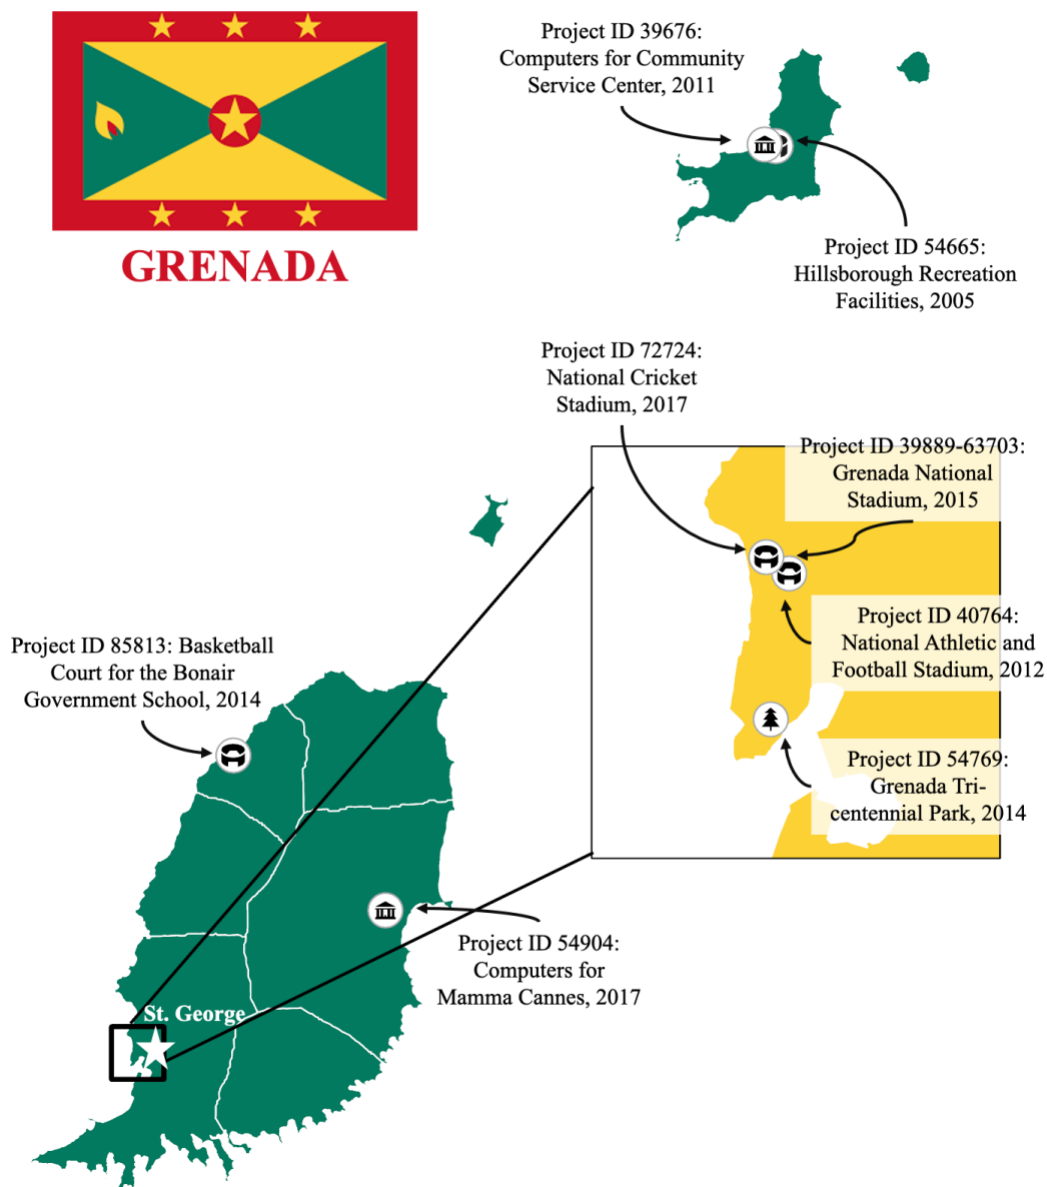 GRENADA
Project ID 39676:
Computers for Community
Service Center, 2011
Project ID 54665:
Hillsborough Recreation
Facilities, 2005
Project ID 72724:
National Cricket
Stadium, 2017
Project ID 39889-63703:
Grenada National
Stadium, 2015
Project ID 40764:
National Athletic and
Football Stadium, 2012
Project ID 54769:
Grenada Tri-
centennial Park, 2014
Project ID 85813: Basketball
Court for the Bonair
Government School, 2014
Project ID 54904:
Computers for
Mamma Cannes, 2017
St. George